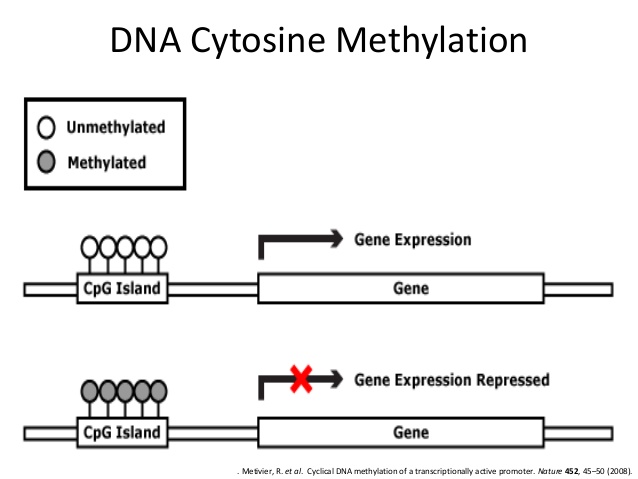 DNA Cytosine Methylation
Unmethylated
Methylated
Gene Expression
CpG Island
Gene
Gene Expression Repressed
CpG Island
Gene
. Metivier, R. et al. Cyclical DNA methylation of a transcriptionally active promoter. Nature 452, 45–50 (2008).